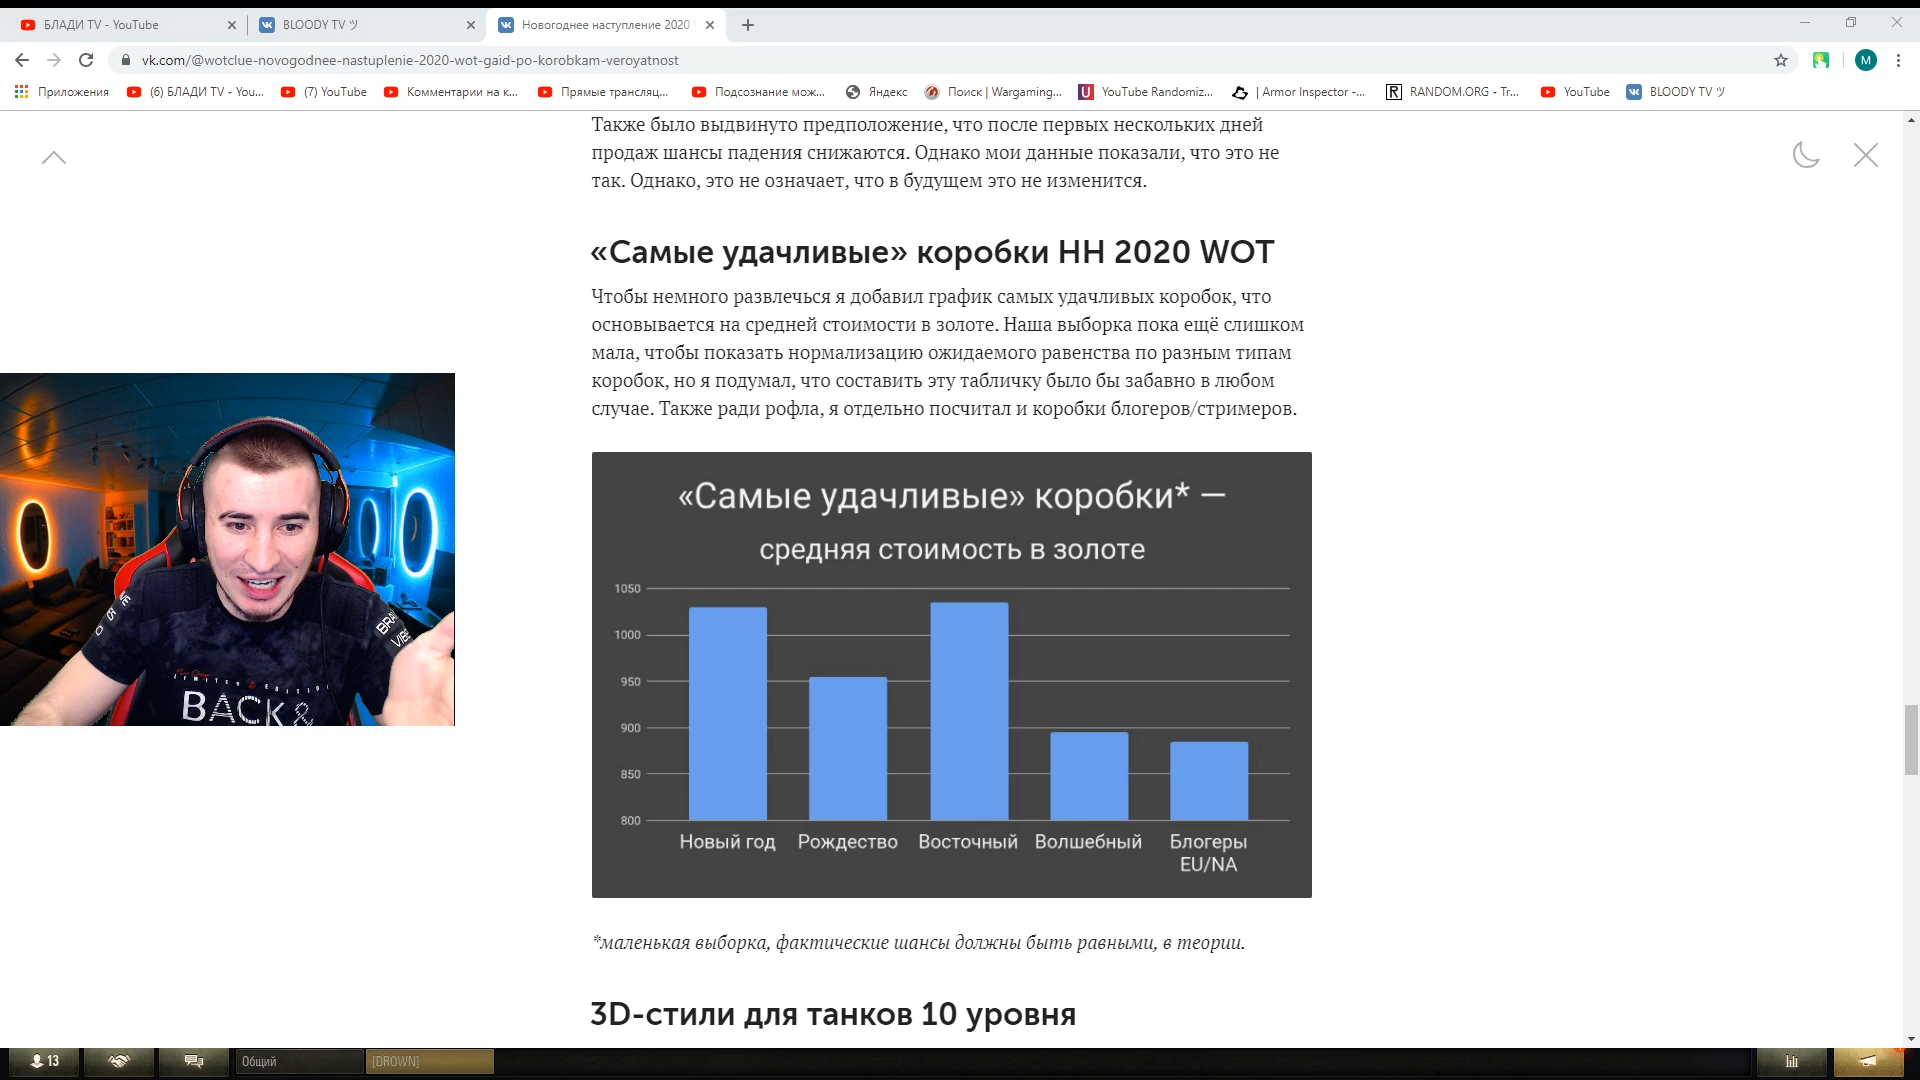 БЛАДИ TV - YouTube
BLOODY TV ツ
Новогоднее наступление 2020
vk.com/@wotclue-novogodnee-nastuplenie-2020-wot-gaid-po-korobkam-veroyatnost
M
Приложения
(6) БЛАДИ TV - You...
(7) YouTube
Комментарии на к...
Прямые трансляц...
Подсознание мож...
Яндекс
Поиск | Wargaming...
YouTube Randomiz...
| Armor Inspector -...
RANDOM.ORG - Tr...
YouTube
BLOODY TV ツ
Также было выдвинуто предположение, что после первых нескольких дней
продаж шансы падения снижаются. Однако мои данные показали, что это не
так. Однако, это не означает, что в будущем это не изменится.
«Самые удачливые» коробки НН 2020 WOT
Чтобы немного развлечься я добавил график самых удачливых коробок, что
основывается на средней стоимости в золоте. Наша выборка пока ещё слишком
мала, чтобы показать нормализацию ожидаемого равенства по разным типам
коробок, но я подумал, что составить эту табличку было бы забавно в любом
случае. Также ради рофла, я отдельно посчитал и коробки блогеров/стримеров.
«Самые удачливые» коробки* —
средняя стоимость в золоте
1050
1000
950
900
850
800
Новый год
Рождество
Восточный
Волшебный
Блогеры
EU/NA
LIMITED EDITION
BACK &
*маленькая выборка, фактические шансы должны быть равными, в теории.
3D-стили для танков 10 уровня
13
Общий
[DROWN]